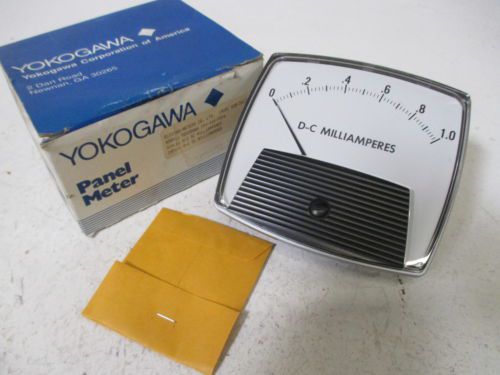 YOKOGAWA
Yokogawa Corporation of America
2 Dart Road
Newnan, GA 30265
YOKOGAWA
Panel
Meter
0 .2 .4 .6 .8 1.0
D-C MILLIAMPERES